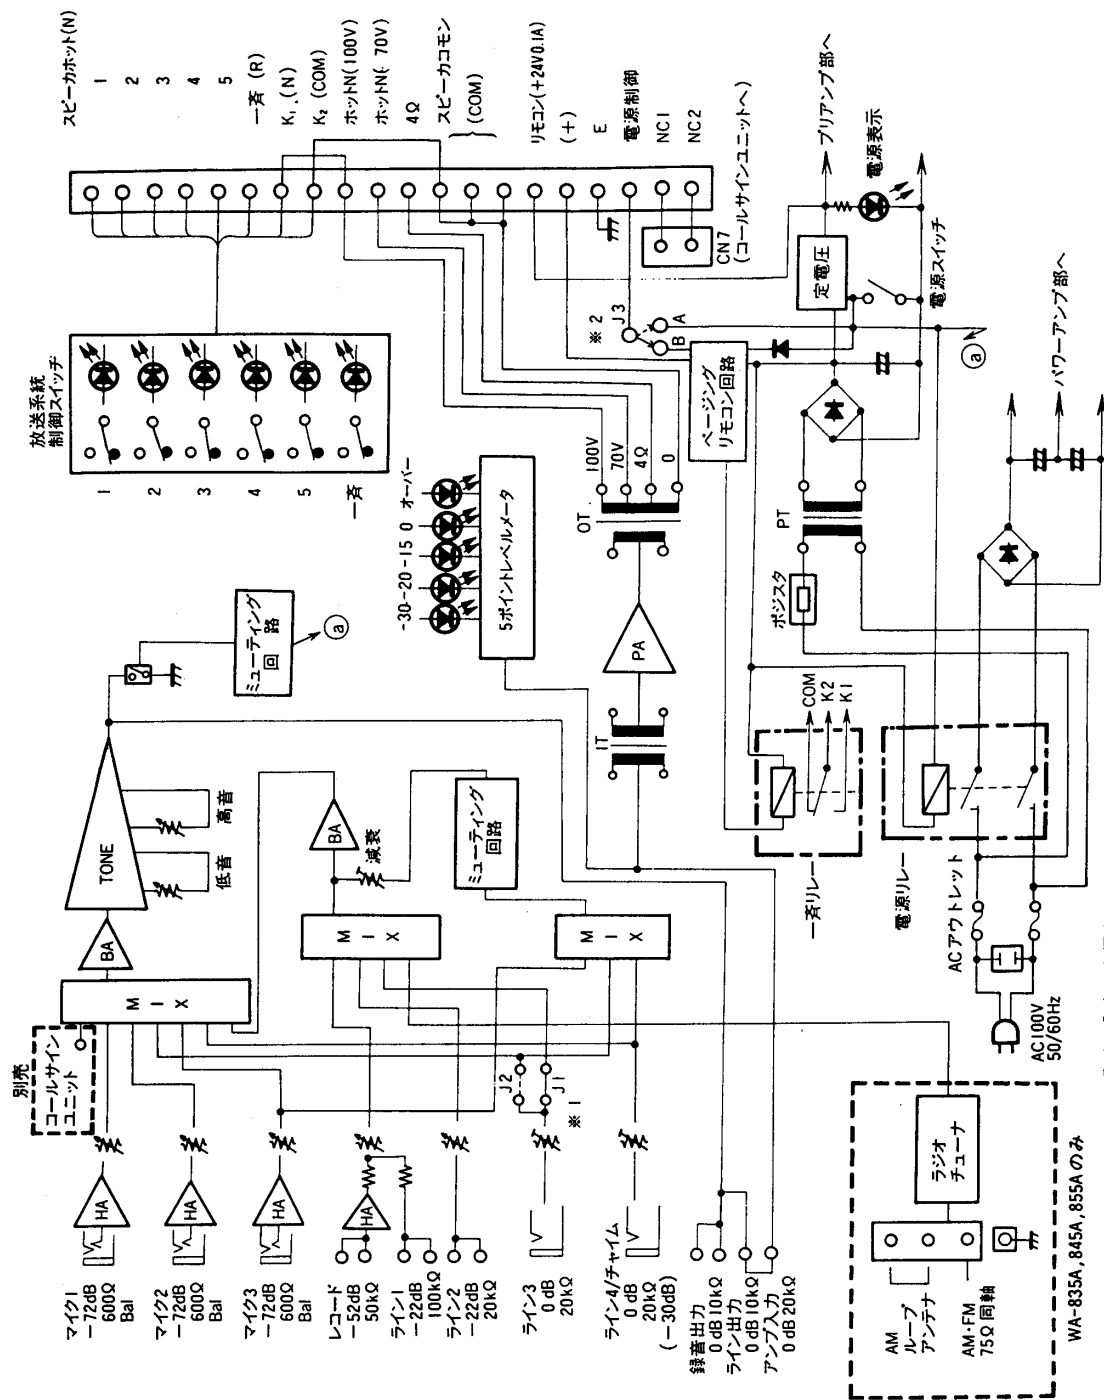 マイク1
－72dB
600Ω
Bal
マイク2
－72dB
600Ω
Bal
マイク3
－72dB
600Ω
Bal
レコード
－52dB
50kΩ
ライン1
－22dB
100kΩ
ライン2
－22dB
20kΩ
ライン3
0 dB
20kΩ
ライン4/チャイム
0 dB
20kΩ
(－30dB)
録音出力
0 dB 10kΩ
ライン出力
0 dB 10kΩ
アンプ入力
0 dB 20kΩ
HA
HA
HA
HA
別売
コールサイン
ユニット
J2
J1
※1
MIX
BA
TONE
低音
高音
MIX
BA
減衰
MIX
ミューティング
回路
ミューティング
回路
ⓐ
放送系統
制御スイッチ
1
2
3
4
5
一斉
－30
－20
－15
0
オーバー
5ポイントレベルメータ
IT
PA
OT
100V
70V
4Ω
0
スピーカホット(N)
1
2
3
4
5
一斉 (R)
K₁ (N)
K₂ (COM)
ホットN(100V)
ホットN( 70V)
4Ω
スピーカコモン
(COM)
リモコン(＋24V0.1A)
(＋)
E
電源制御
NC1
NC2
CN7
(コールサインユニットへ)
※2
J3
A
B
ページング
リモコン回路
定電圧
プリアンプ部へ
電源表示
電源スイッチ
ⓐ
パワーアンプ部へ
PT
ポジスタ
COM
K2
K1
一斉リレー
電源リレー
ACアウトレット
AC100V
50/60Hz
ラジオ
チューナ
AM
ループ
アンテナ
AM・FM
75Ω同軸
WA-835A,845A,855Aのみ